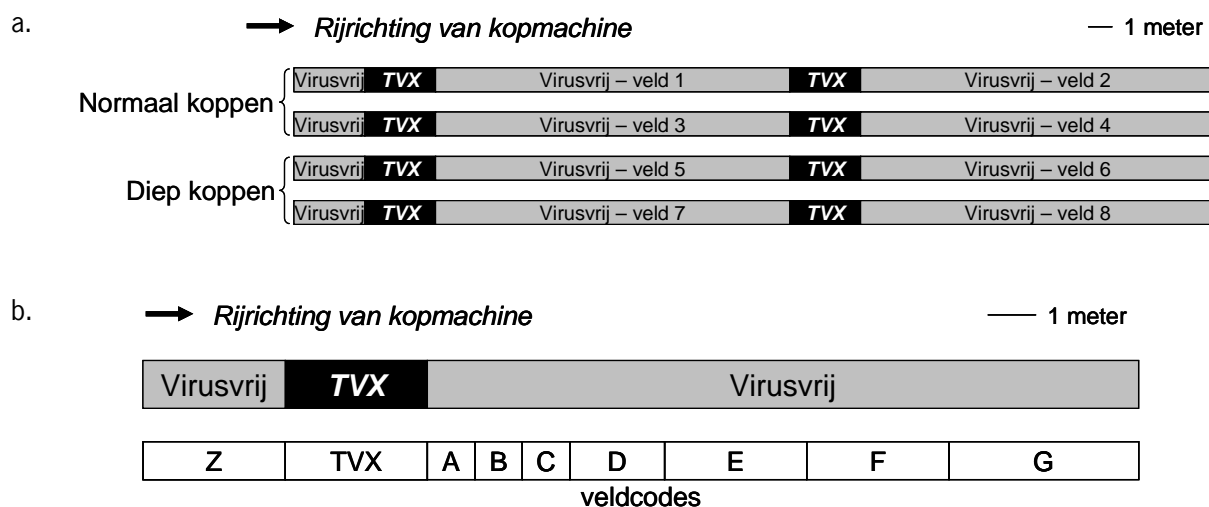 a.
Rijrichting van kopmachine
1 meter
Normaal koppen
Virusvrij TVX Virusvrij – veld 1 TVX Virusvrij – veld 2
Virusvrij TVX Virusvrij – veld 3 TVX Virusvrij – veld 4
Diep koppen
Virusvrij TVX Virusvrij – veld 5 TVX Virusvrij – veld 6
Virusvrij TVX Virusvrij – veld 7 TVX Virusvrij – veld 8
b.
Rijrichting van kopmachine
1 meter
Virusvrij TVX Virusvrij
Z TVX A B C D E F G
veldcodes